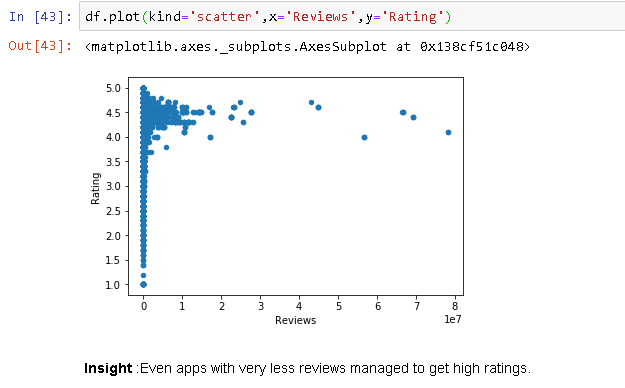 In [43]: df.plot(kind='scatter',x='Reviews',y='Rating')
Out[43]: <matplotlib.axes._subplots.AxesSubplot at 0x138cf51c048>
5.0
4.5
4.0
3.5
3.0
2.5
2.0
1.5
1.0
Rating
0 1 2 3 4 5 6 7 8
1e7
Reviews
Insight :Even apps with very less reviews managed to get high ratings.